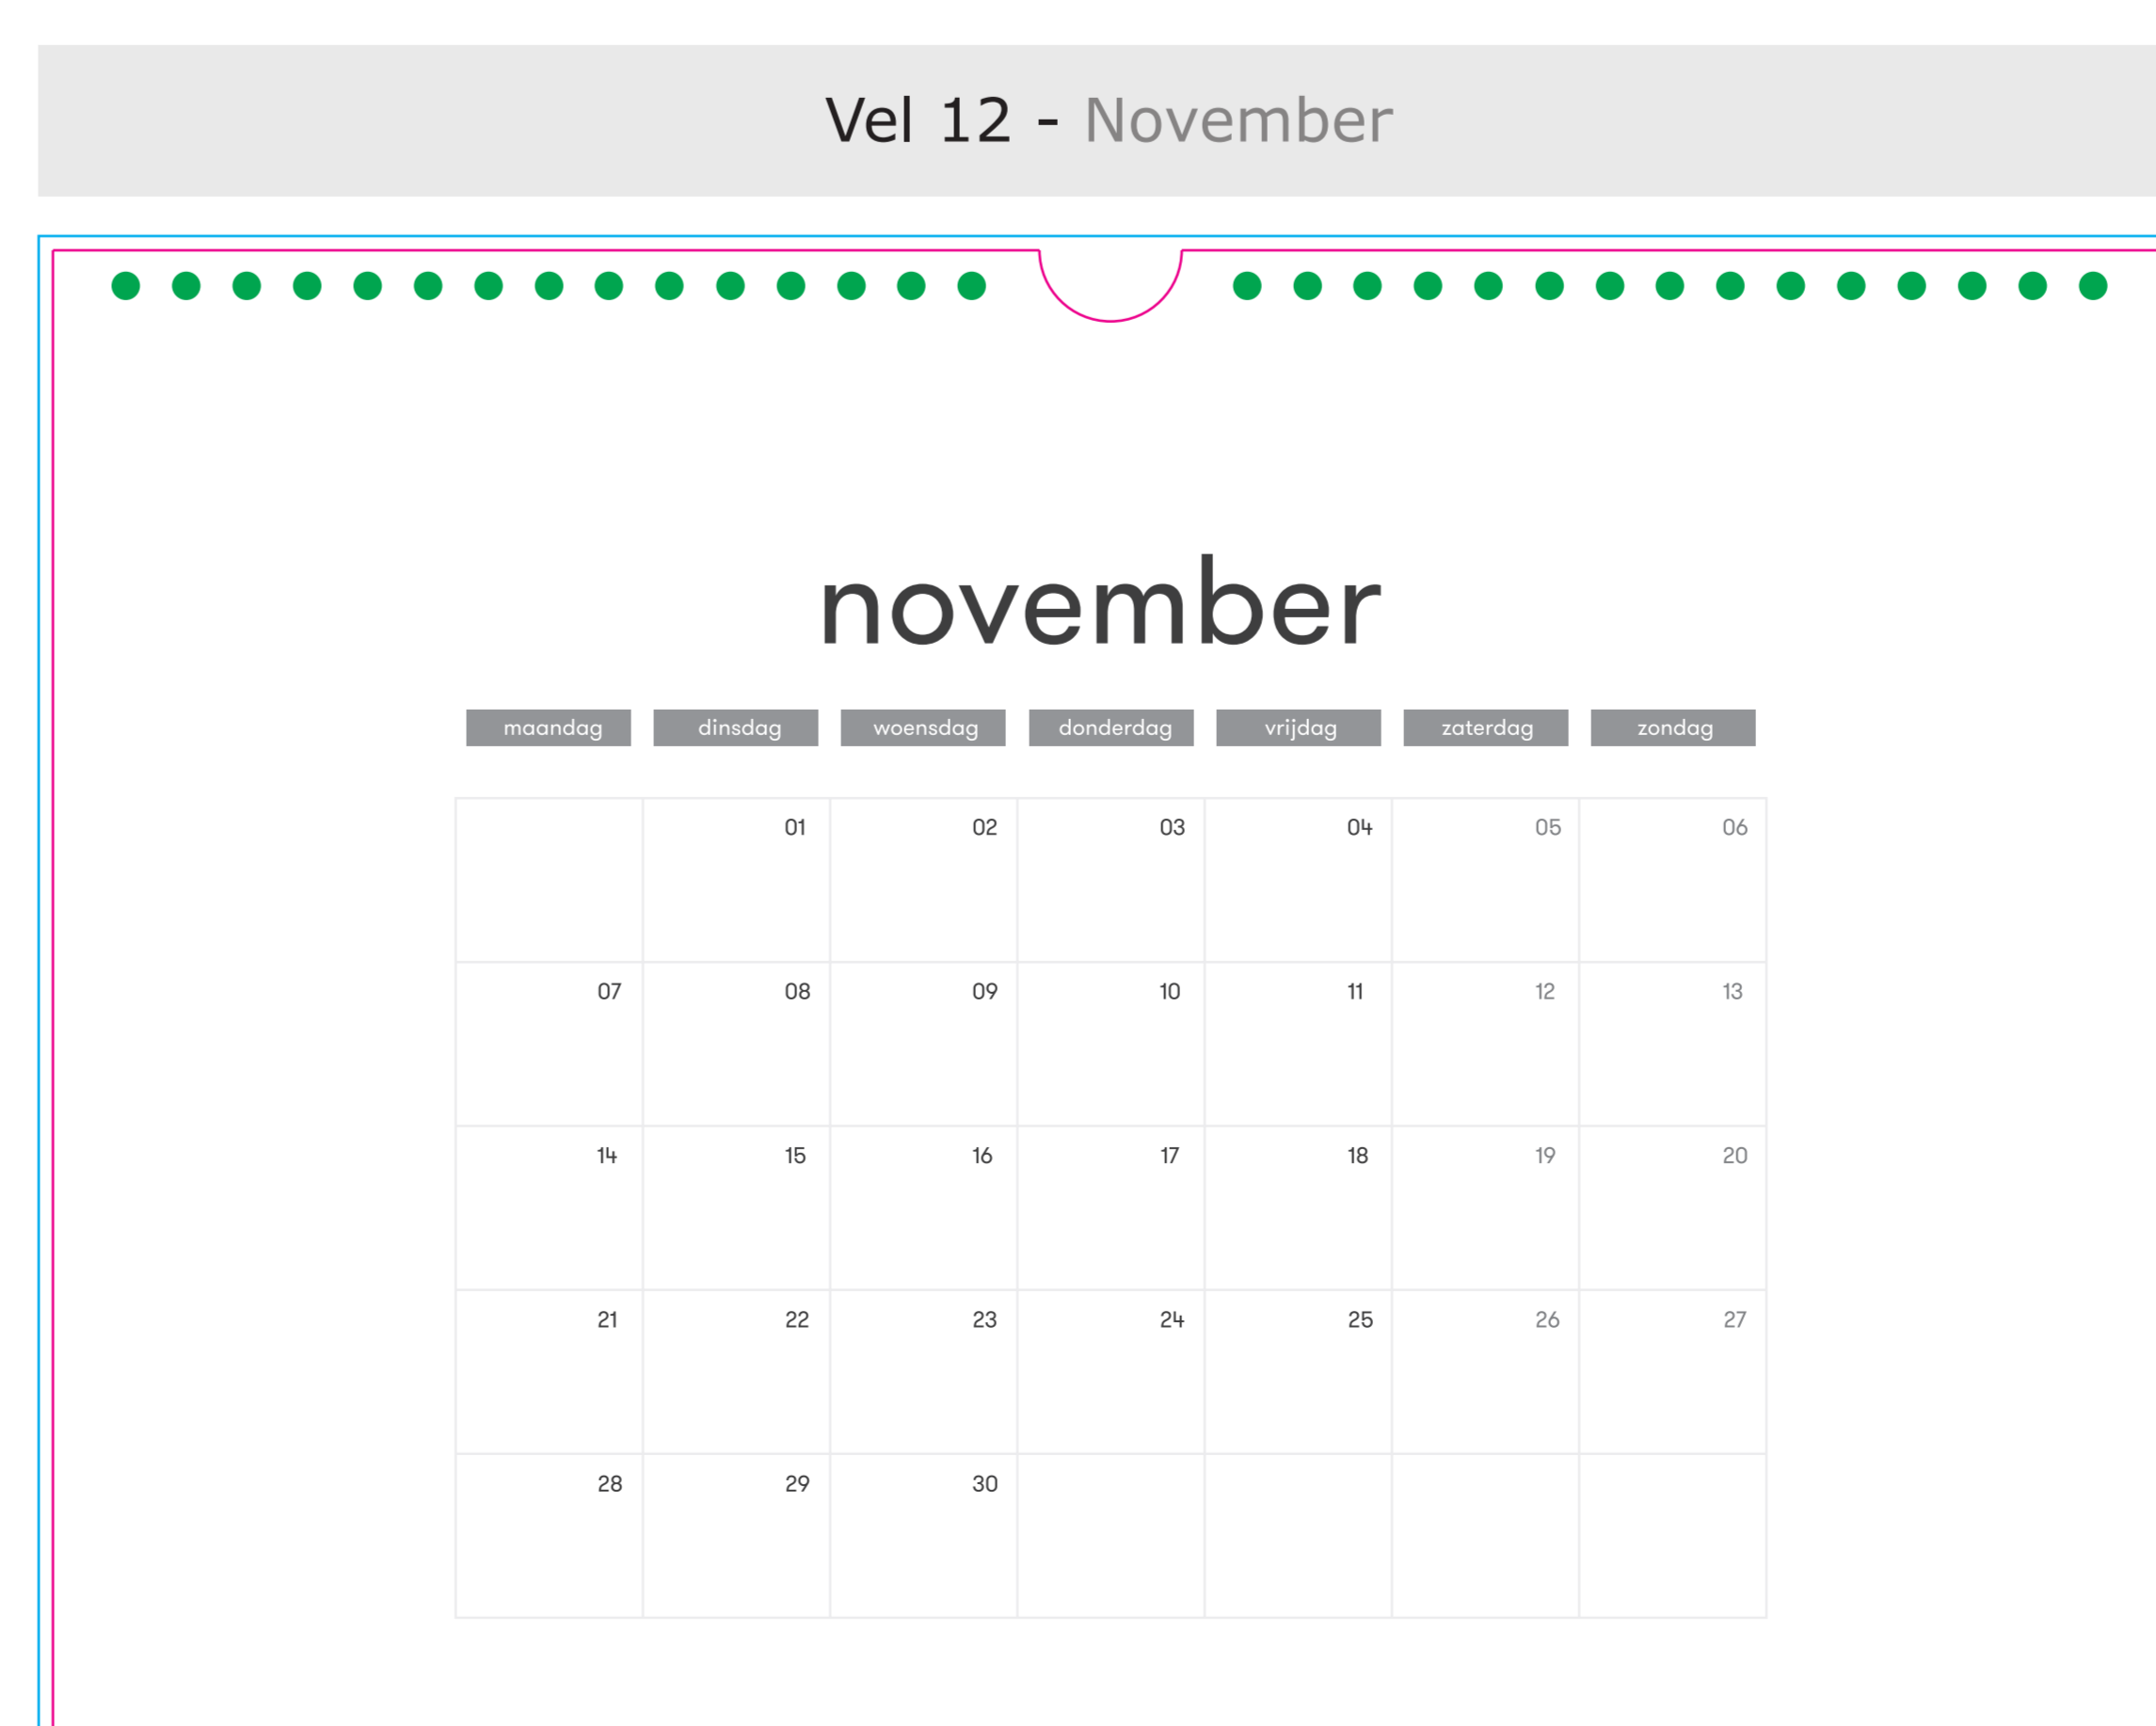 Vel 12 - November
november
maandag dinsdag woensdag donderdag vrijdag zaterdag zondag
01 02 03 04 05 06
07 08 09 10 11 12 13
14 15 16 17 18 19 20
21 22 23 24 25 26 27
28 29 30